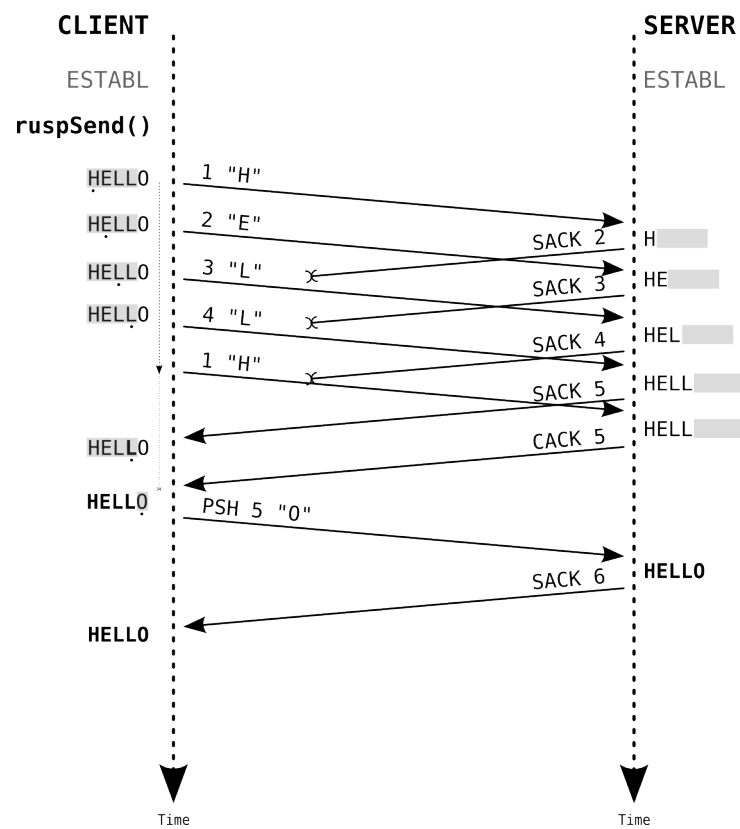 CLIENT SERVER
ESTABL ESTABL
ruspSend()
HELLO 1 "H"
HELLO 2 "E"
SACK 2 H
HELLO 3 "L"
SACK 3 HE
HELLO 4 "L"
SACK 4 HEL
1 "H"
SACK 5 HELL
CACK 5 HELL
HELLO
HELLO PSH 5 "O"
SACK 6 HELLO
HELLO
Time Time